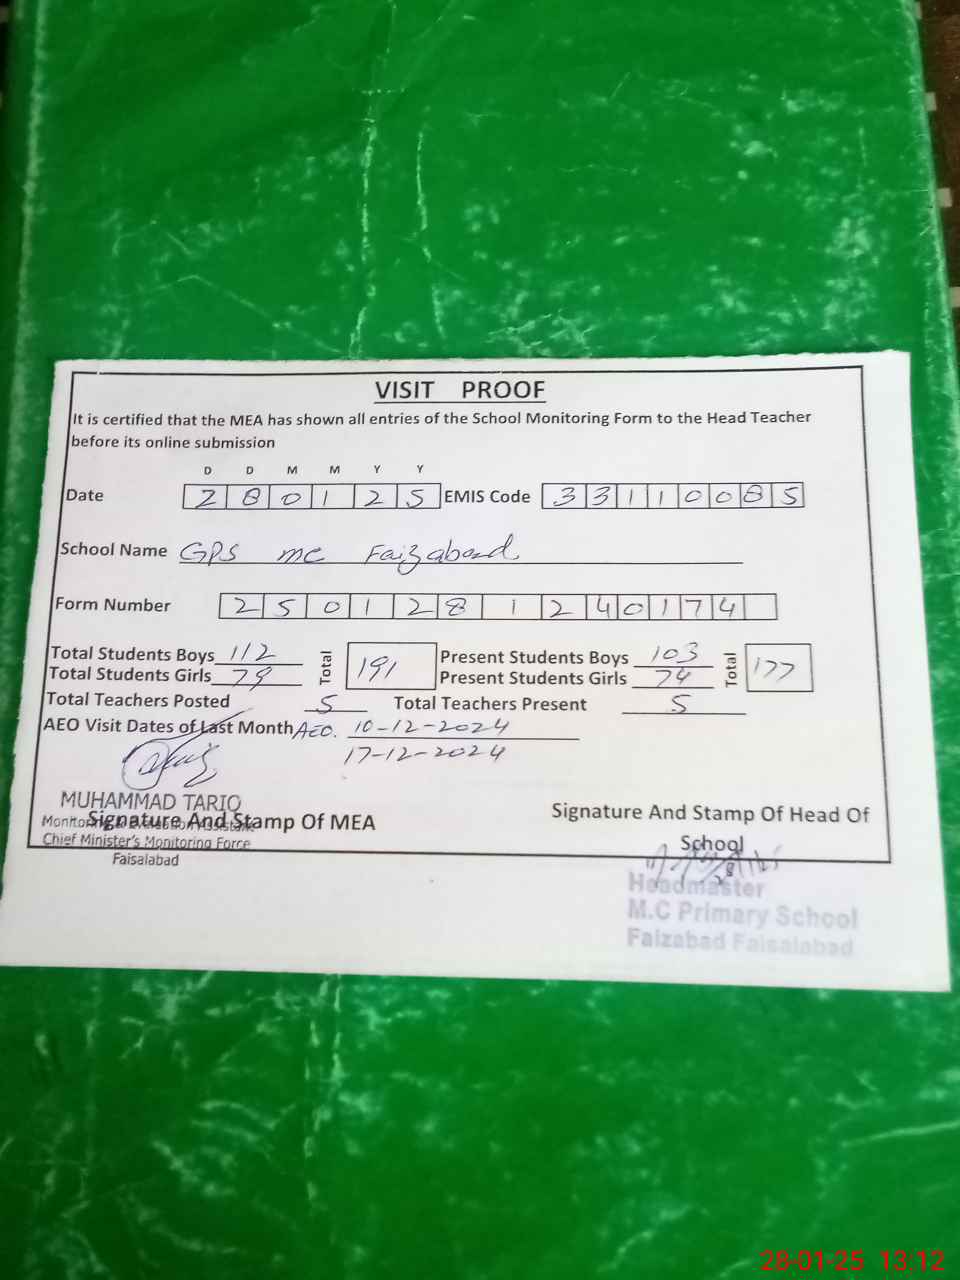 VISIT PROOF
It is certified that the MEA has shown all entries of the School Monitoring Form to the Head Teacher
before its online submission
D D M M Y Y
Date 2 8 0 1 2 5 EMIS Code 3 3 1 1 0 0 8 5
School Name GPS MC Faizabad
Form Number 2 5 0 1 2 8 1 2 4 0 1 7 4
Total Students Boys 112 Total 191 Present Students Boys 103 Total 177
Total Students Girls 79 Present Students Girls 74
Total Teachers Posted 5 Total Teachers Present 5
AEO Visit Dates of Last Month AEO. 10-12-2024
17-12-2024
MUHAMMAD TARIQ
Monitoring & Evaluation Assistant
Signature And Stamp Of MEA
Chief Minister's Monitoring Force
Faisalabad
Signature And Stamp Of Head Of
School
Headmaster
M.C Primary School
Faizabad Faisalabad
28-01-25 13:12